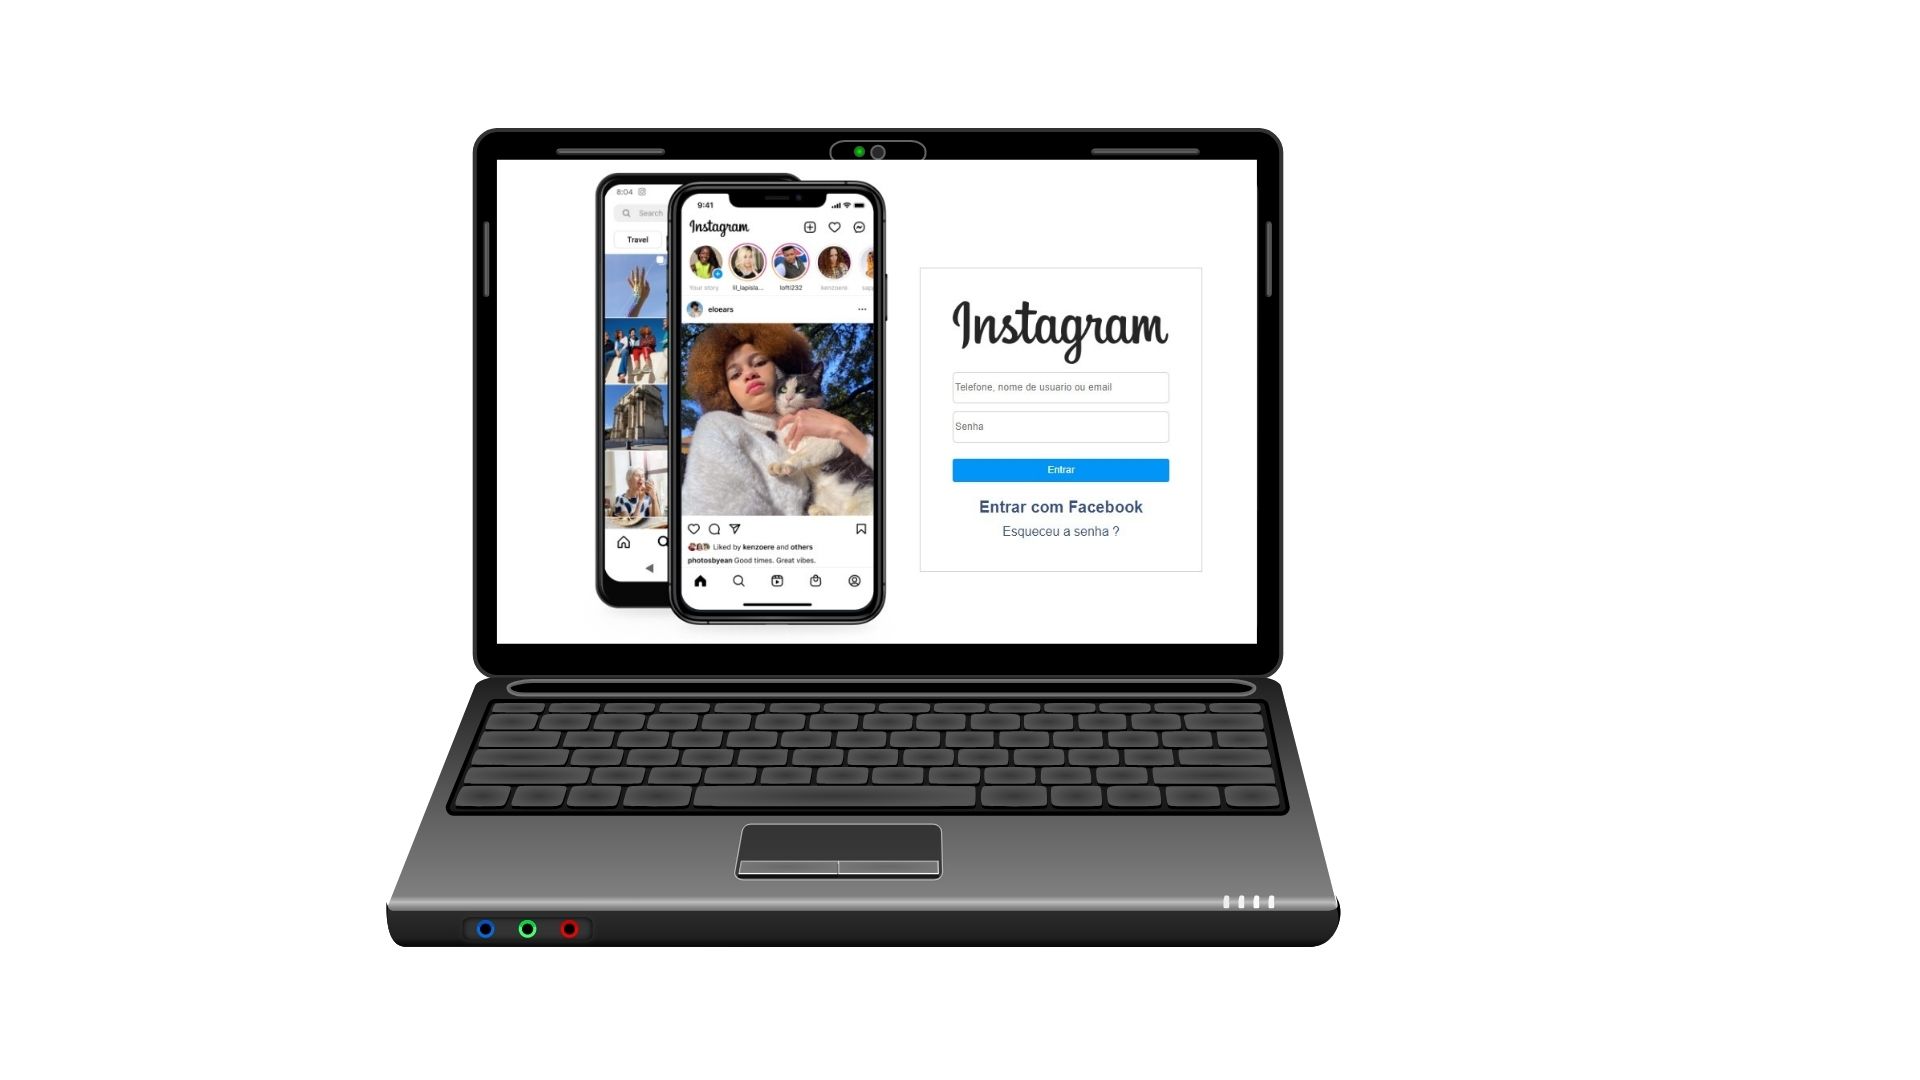 8:04
Search
Travel
9:41
Instagram
Your story
lil_lapisla...
lofti232
kenzoere
sap
eloears
Liked by kenzoere and others
photosbyean Good times. Great vibes.
Instagram
Telefone, nome de usuario ou email
Senha
Entrar
Entrar com Facebook
Esqueceu a senha ?